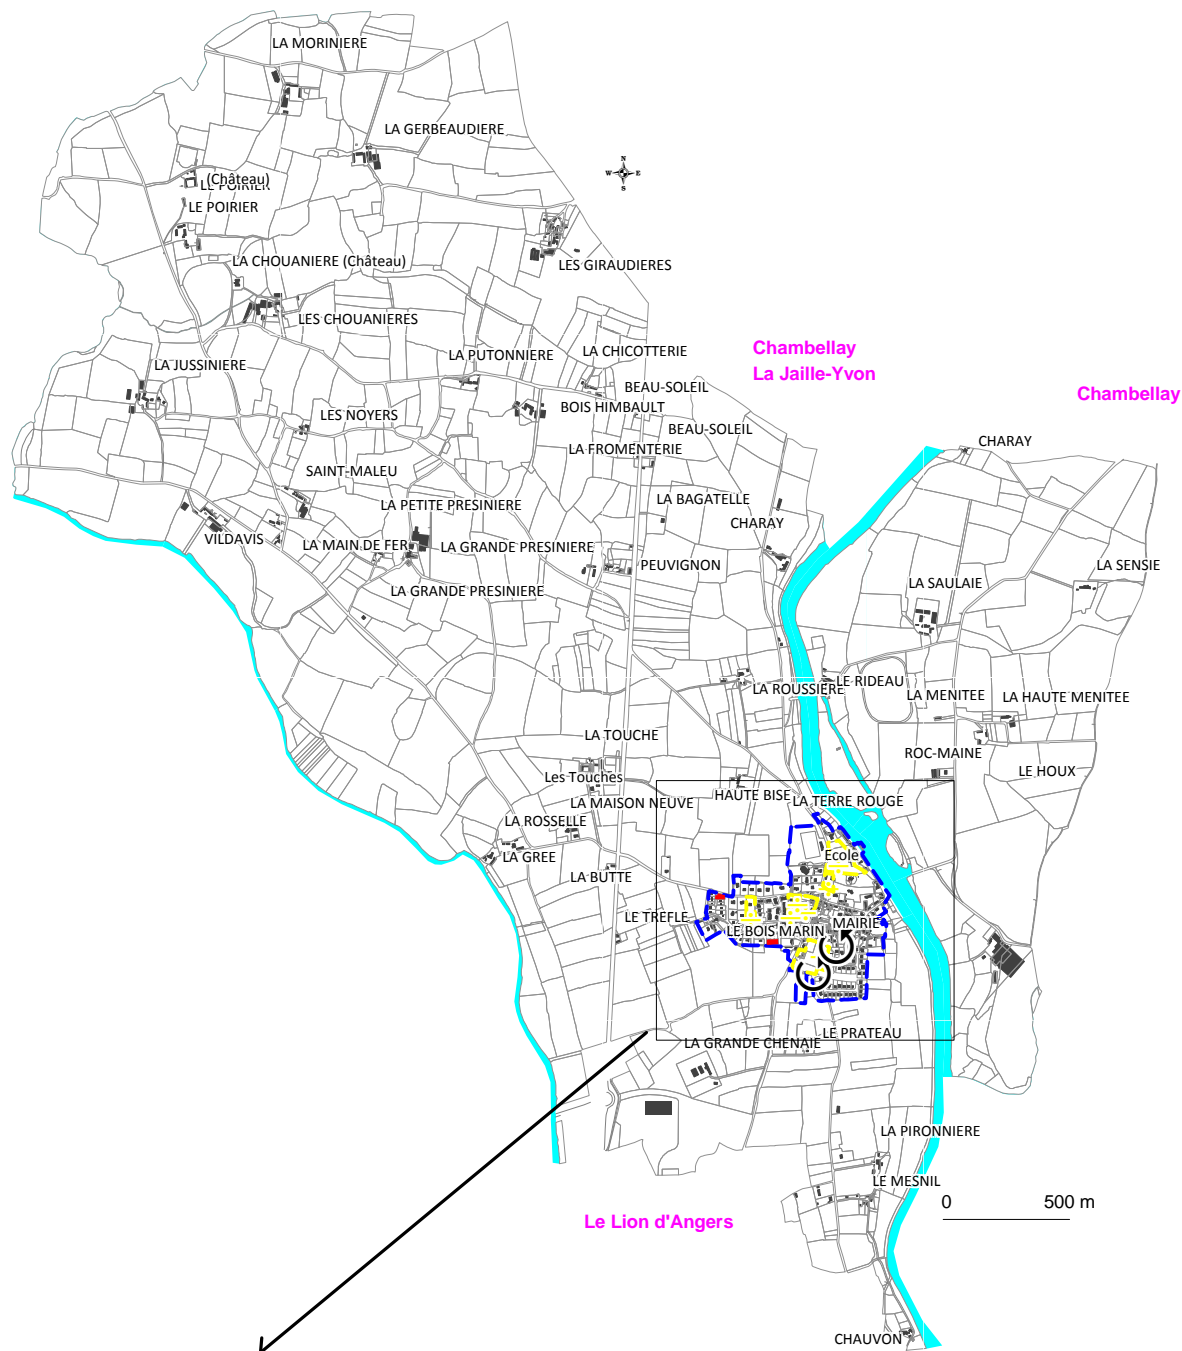 LA MORINIERE
LA GERBEAUDIERE
N
W E
S
(Château)
LE POIRIER
LE POIRIER
LA CHOUANIERE (Château)
LES GIRAUDIERES
LES CHOUANIERES
Chambellay
La Jaille-Yvon
LA PUTONNIERE
LA CHICOTTERIE
LA JUSSINIERE
BEAU-SOLEIL
Chambellay
BOIS HIMBAULT
LES NOYERS
BEAU-SOLEIL
CHARAY
LA FROMENTERIE
SAINT-MALEU
LA BAGATELLE
LA PETITE PRESINIERE
CHARAY
VILDAVIS
LA MAIN DE FER
LA GRANDE PRESINIERE
PEUVIGNON
LA SENSIE
LA SAULAIE
LA GRANDE PRESINIERE
LE RIDEAU
LA ROUSSIERE
LA MENITEE
LA HAUTE MENITEE
LA TOUCHE
ROC-MAINE
LE HOUX
Les Touches
HAUTE BISE
LA TERRE ROUGE
LA MAISON NEUVE
LA ROSSELLE
LA GREE
Ecole
LA BUTTE
LE TREFLE
MAIRIE
LE BOIS MARIN
LE PRATEAU
LA GRANDE CHENAIE
LA PIRONNIERE
LE MESNIL
0 500 m
Le Lion d'Angers
CHAUVON